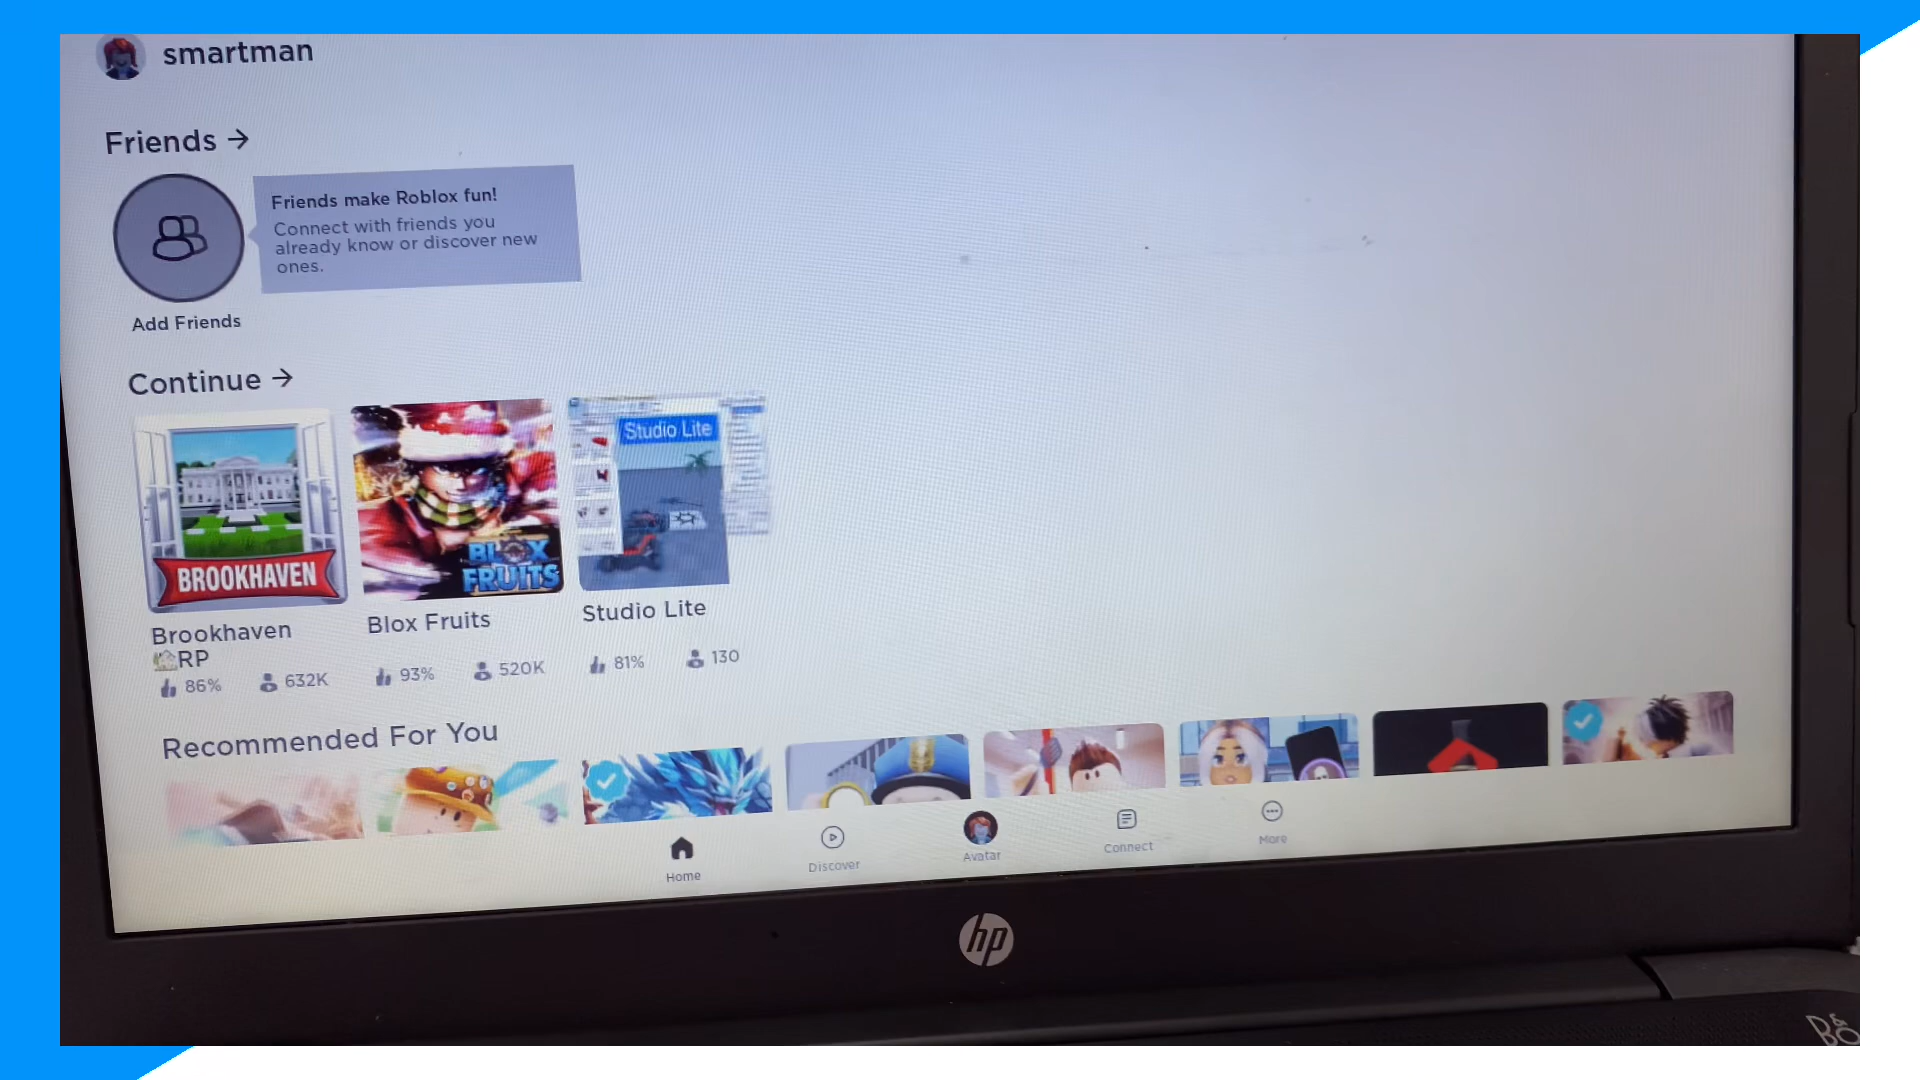 smartman
Friends →
Friends make Roblox fun!
Connect with friends you
already know or discover new
ones.
Add Friends
Continue →
Studio Lite
BROOKHAVEN
BLOX
FRUITS
Brookhaven
🏡RP
86% 632K
Blox Fruits
93% 520K
Studio Lite
81% 130
Recommended For You
Home
Discover
Avatar
Connect
More
hp
B&O